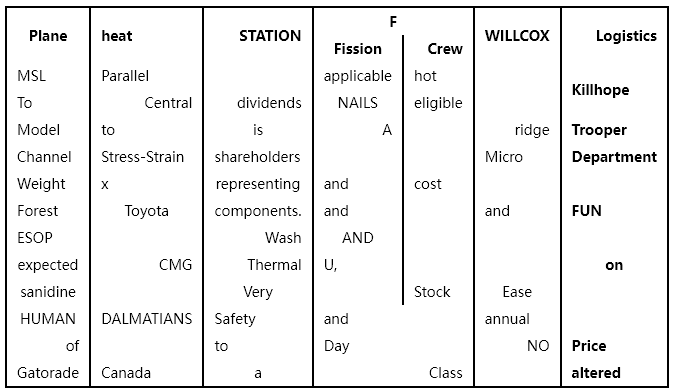 F
Plane heat STATION Fission Crew WILLCOX Logistics
MSL Parallel applicable hot
Killhope
To Central dividends NAILS eligible
Model to is A ridge Trooper
Channel Stress-Strain shareholders Micro Department
Weight x representing and cost
Forest Toyota components. and and FUN
ESOP Wash AND
expected CMG Thermal U, on
sanidine Very Stock Ease
HUMAN DALMATIANS Safety and annual
of to Day NO Price
Gatorade Canada a Class altered